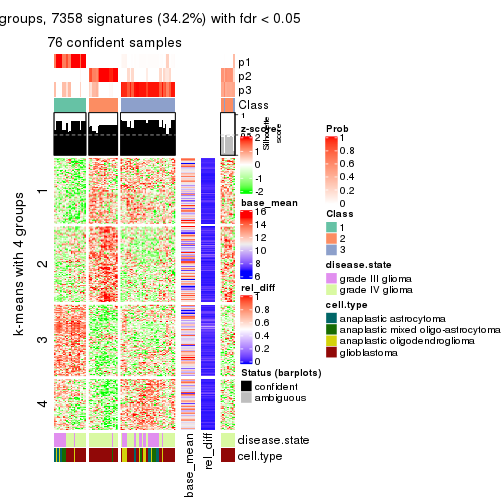 groups, 7358 signatures (34.2%) with fdr < 0.05
76 confident samples
p1
p2
p3
Class
1
Silhouette
score
z-score
2
1
0
-1
-2
base_mean
16
14
12
10
8
6
rel_diff
1
0.8
0.6
0.4
0.2
0
Status (barplots)
confident
ambiguous
Prob
1
0.8
0.6
0.4
0.2
0
Class
1
2
3
disease.state
grade III glioma
grade IV glioma
cell.type
anaplastic astrocytoma
anaplastic mixed oligo-astrocytoma
anaplastic oligodendroglioma
glioblastoma
k-means with 4 groups
1
2
3
4
base_mean
rel_diff
disease.state
cell.type